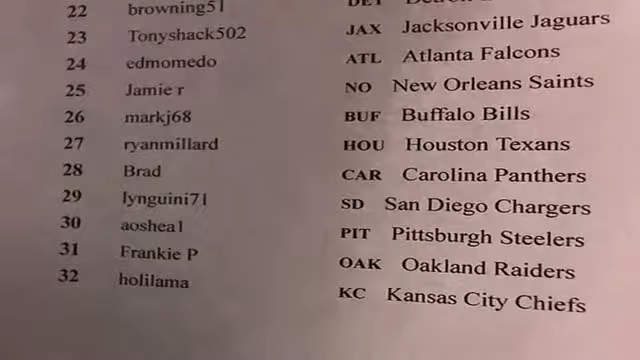 22 browning51 DET Detroit
23 Tonyshack502 JAX Jacksonville Jaguars
24 edmomedo ATL Atlanta Falcons
25 Jamie r NO New Orleans Saints
26 markj68 BUF Buffalo Bills
27 ryanmillard HOU Houston Texans
28 Brad CAR Carolina Panthers
29 lynguini71 SD San Diego Chargers
30 aoshea1 PIT Pittsburgh Steelers
31 Frankie P OAK Oakland Raiders
32 holilama KC Kansas City Chiefs